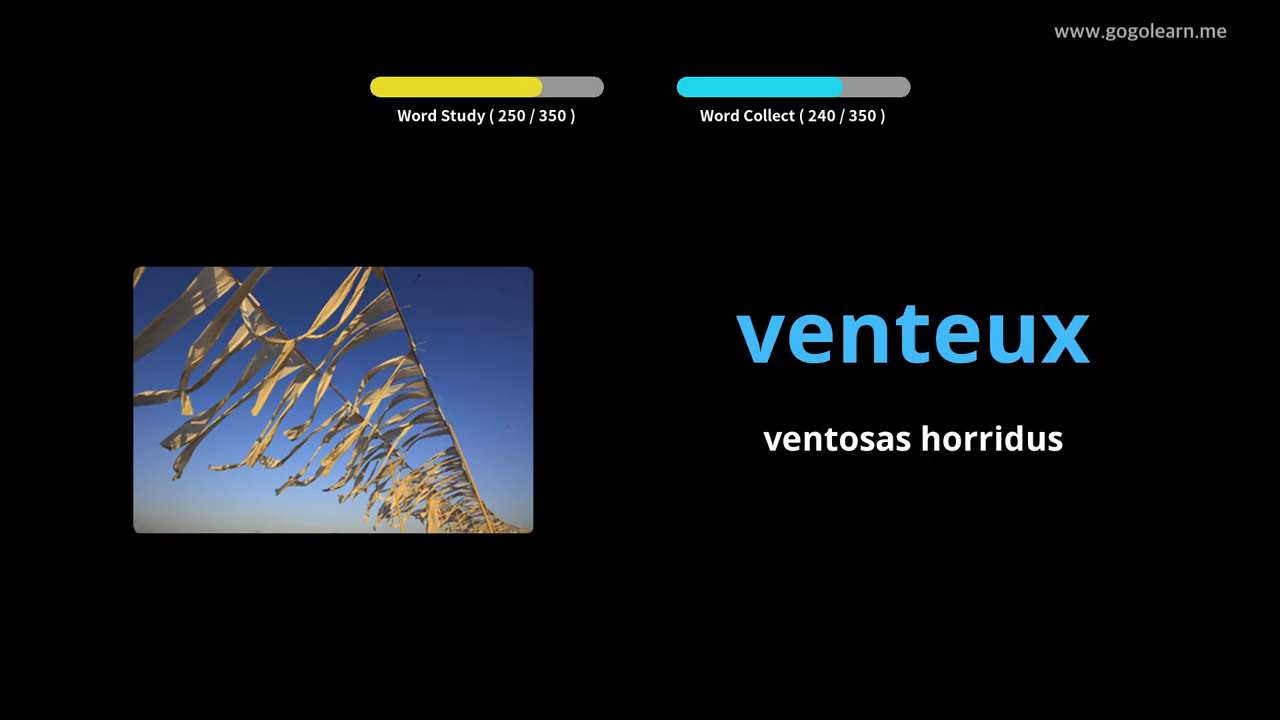 www.gogolearn.me
Word Study ( 250 / 350 )
Word Collect ( 240 / 350 )
venteux
ventosas horridus